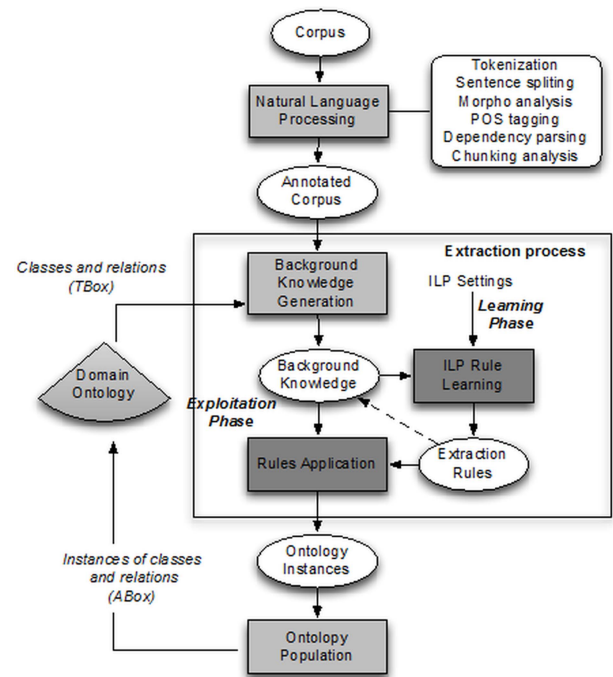 Corpus
Natural Language
Processing
Tokenization
Sentence spliting
Morpho analysis
POS tagging
Dependency parsing
Chunking analysis
Annotated
Corpus
Extraction process
Classes and relations
(TBox)
Background
Knowledge
Generation
ILP Settings
Learning
Phase
Domain
Ontology
Background
Knowledge
ILP Rule
Learning
Exploitation
Phase
Rules Application
Extraction
Rules
Instances of classes
and relations
(ABox)
Ontology
Instances
Ontolopy
Population